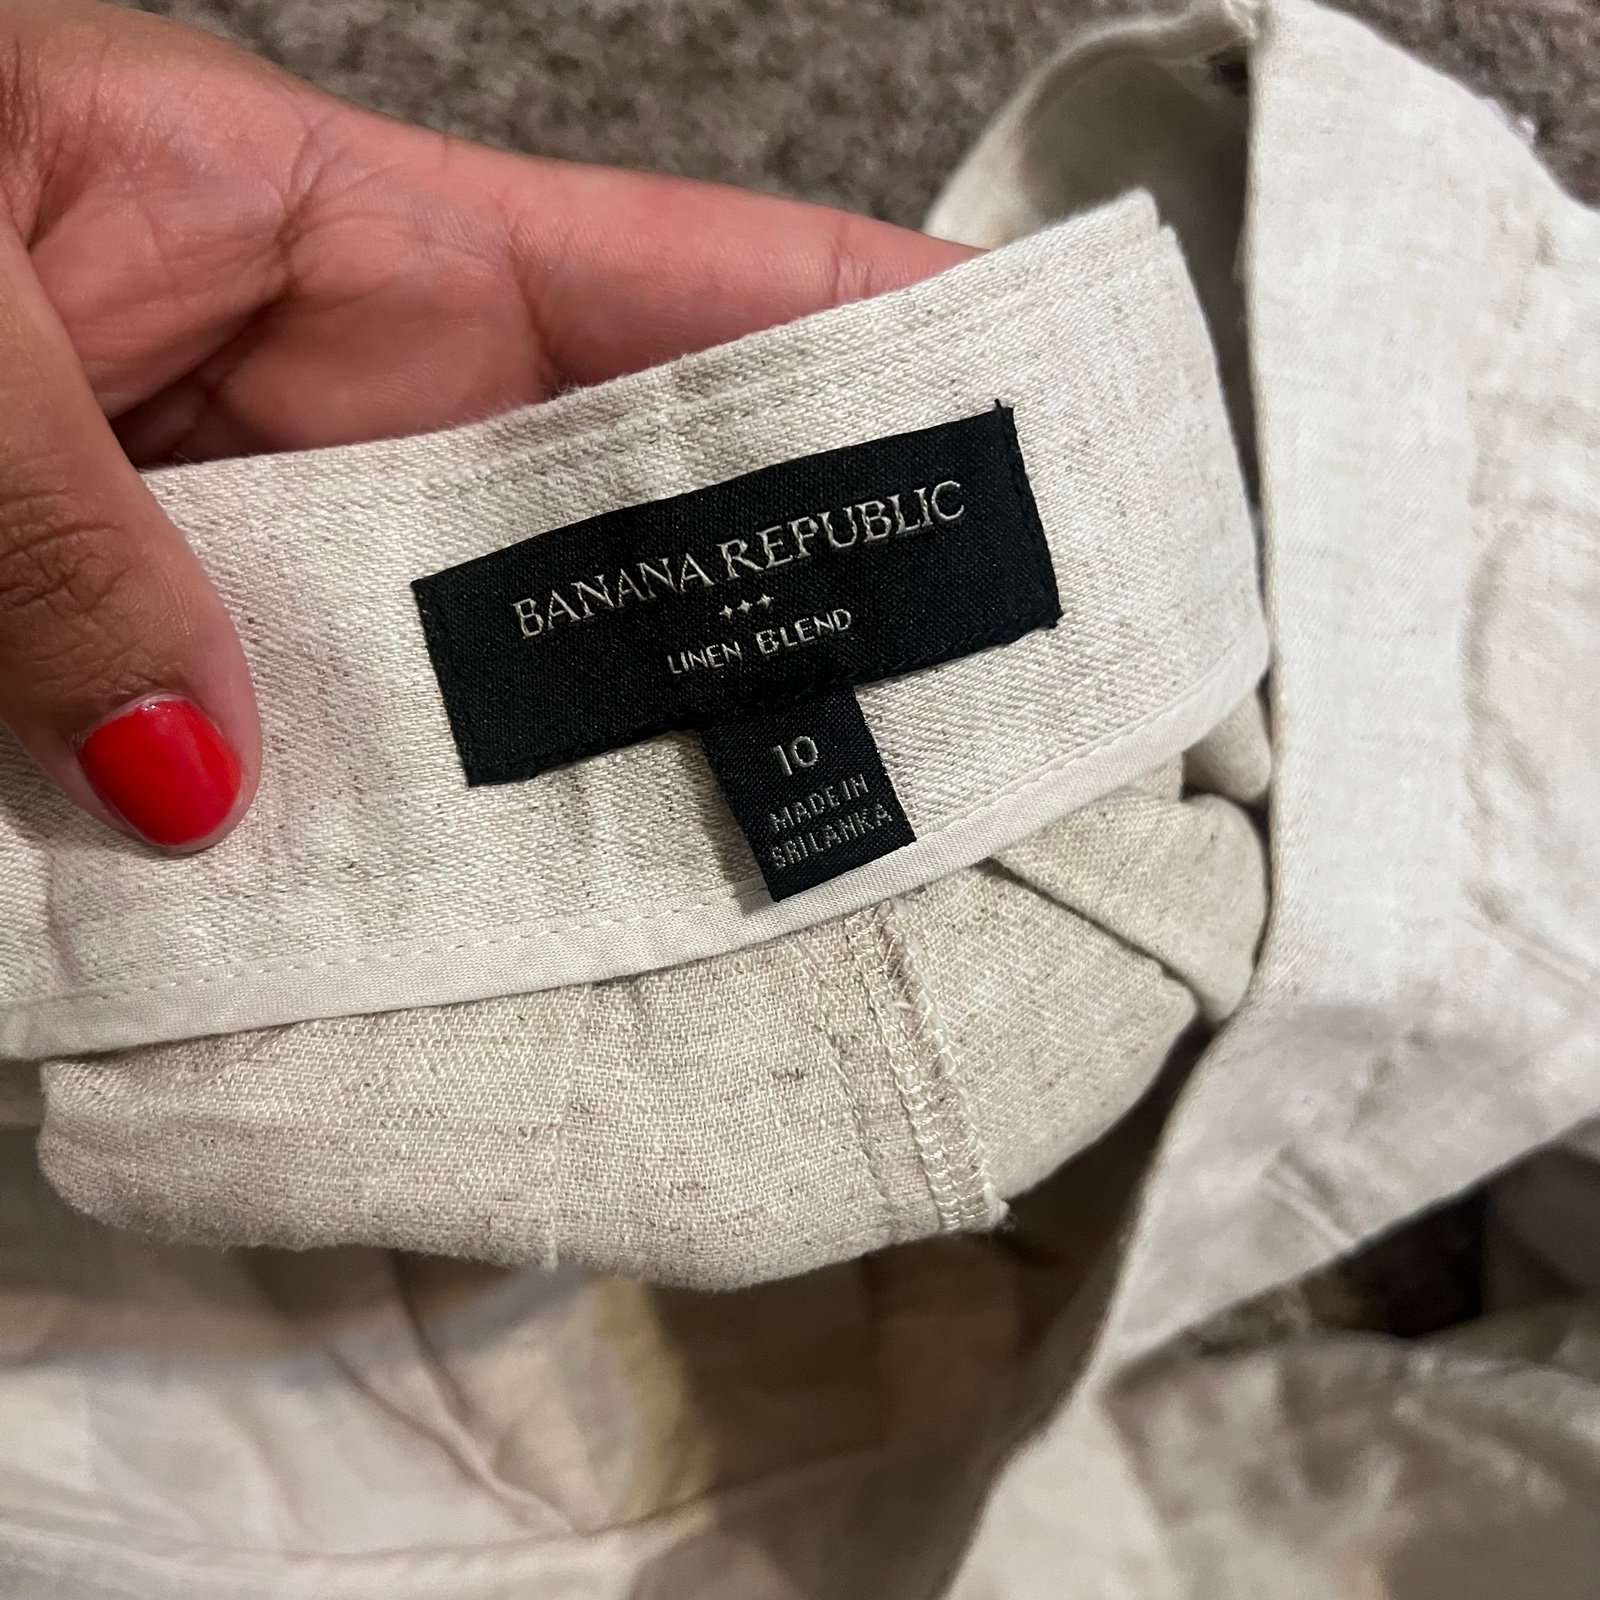 BANANA REPUBLIC
LINEN BLEND
10
MADE IN
SRI LANKA